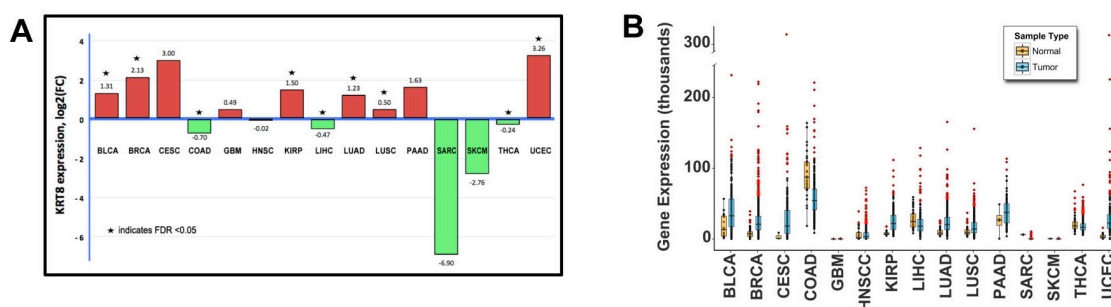 A
KRT8 expression, log2(FC)
4
2
0
-2
-4
-6
★
1.31
★
2.13
3.00
★
-0.70
0.49
-0.02
★
1.50
★
-0.47
★
1.23
★
0.50
1.63
-6.90
-2.76
★
-0.24
★
3.26
BLCA BRCA CESC COAD GBM HNSC KIRP LIHC LUAD LUSC PAAD SARC SKCM THCA UCEC
★ indicates FDR <0.05
B
Gene Expression (thousands)
300
200
100
0
Sample Type
Normal
Tumor
BLCA
BRCA
CESC
COAD
GBM
HNSCC
KIRP
LIHC
LUAD
LUSC
PAAD
SARC
SKCM
THCA
UCEC